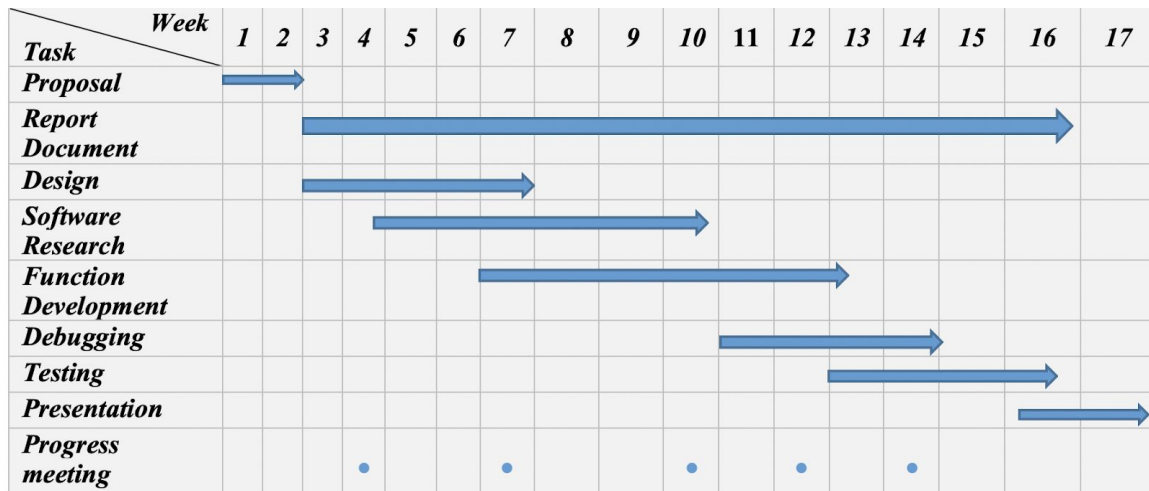 Week
Task
1 2 3 4 5 6 7 8 9 10 11 12 13 14 15 16 17
Proposal
Report
Document
Design
Software
Research
Function
Development
Debugging
Testing
Presentation
Progress
meeting